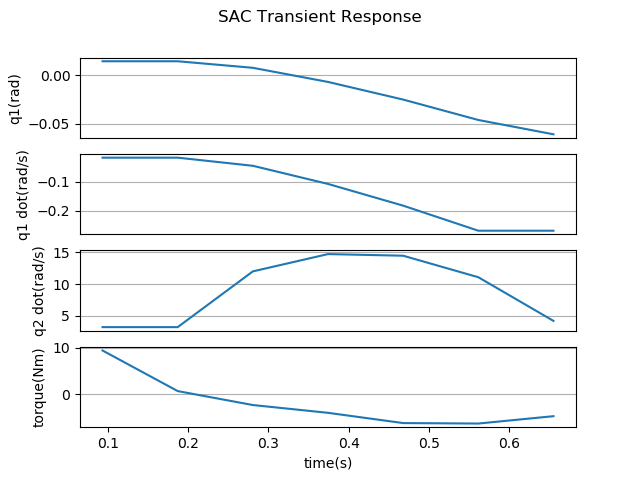 SAC Transient Response
q1(rad)
0.00
−0.05
q1 dot(rad/s)
−0.1
−0.2
q2 dot(rad/s)
15
10
5
torque(Nm)
10
0
0.1 0.2 0.3 0.4 0.5 0.6
time(s)